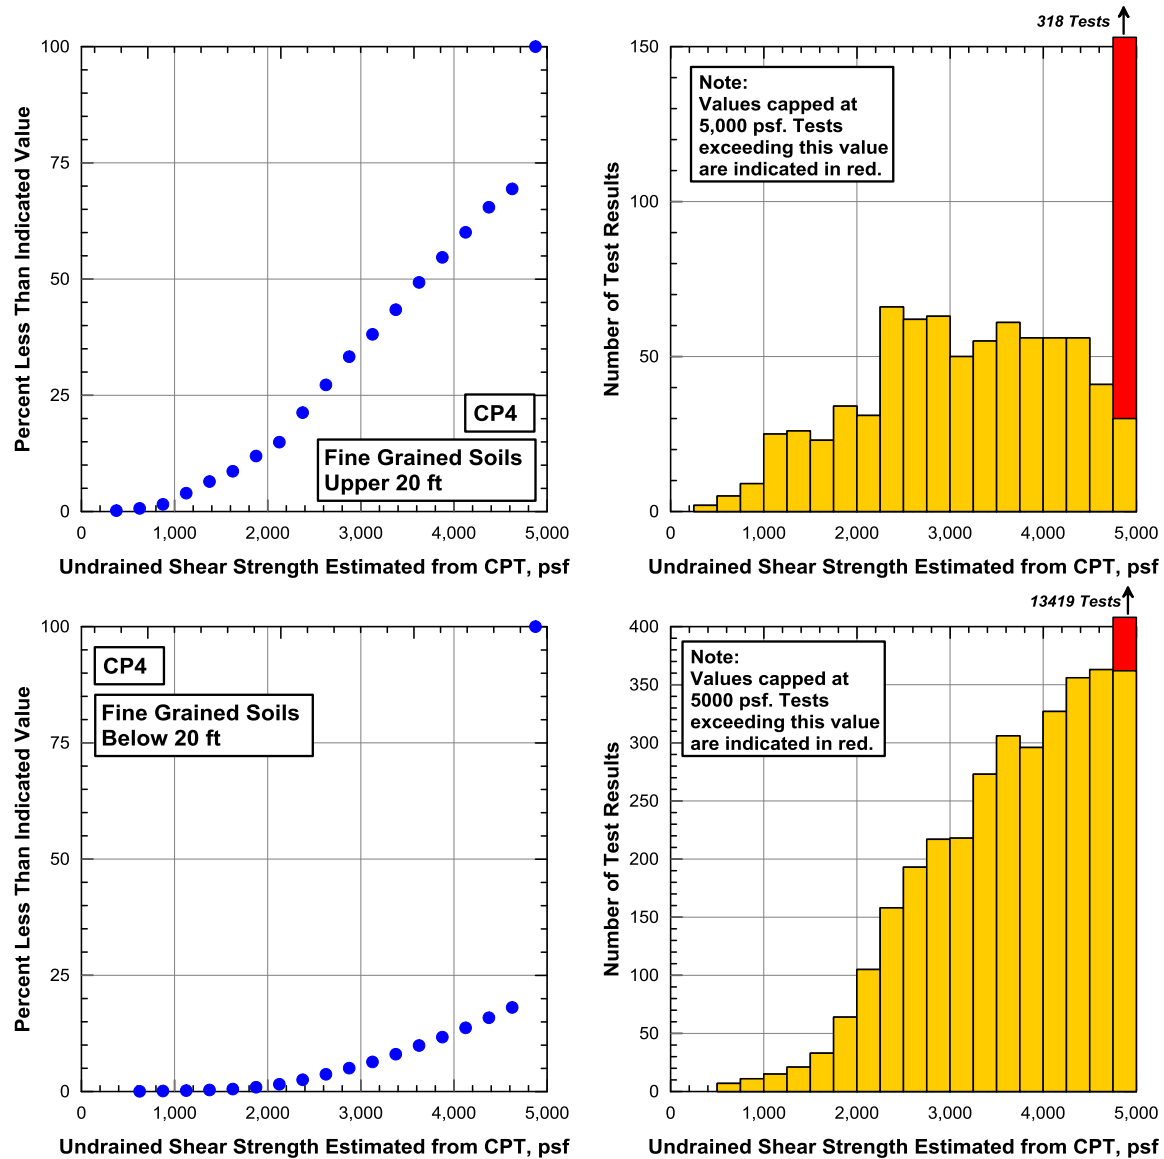 100
75
50
25
0
Percent Less Than Indicated Value
CP4
Fine Grained Soils
Upper 20 ft
0 1,000 2,000 3,000 4,000 5,000
Undrained Shear Strength Estimated from CPT, psf
318 Tests
150
100
50
0
Number of Test Results
Note:
Values capped at
5,000 psf. Tests
exceeding this value
are indicated in red.
0 1,000 2,000 3,000 4,000 5,000
Undrained Shear Strength Estimated from CPT, psf
100
75
50
25
0
Percent Less Than Indicated Value
CP4
Fine Grained Soils
Below 20 ft
0 1,000 2,000 3,000 4,000 5,000
Undrained Shear Strength Estimated from CPT, psf
13419 Tests
400
350
300
250
200
150
100
50
0
Number of Test Results
Note:
Values capped at
5000 psf. Tests
exceeding this value
are indicated in red.
0 1,000 2,000 3,000 4,000 5,000
Undrained Shear Strength Estimated from CPT, psf